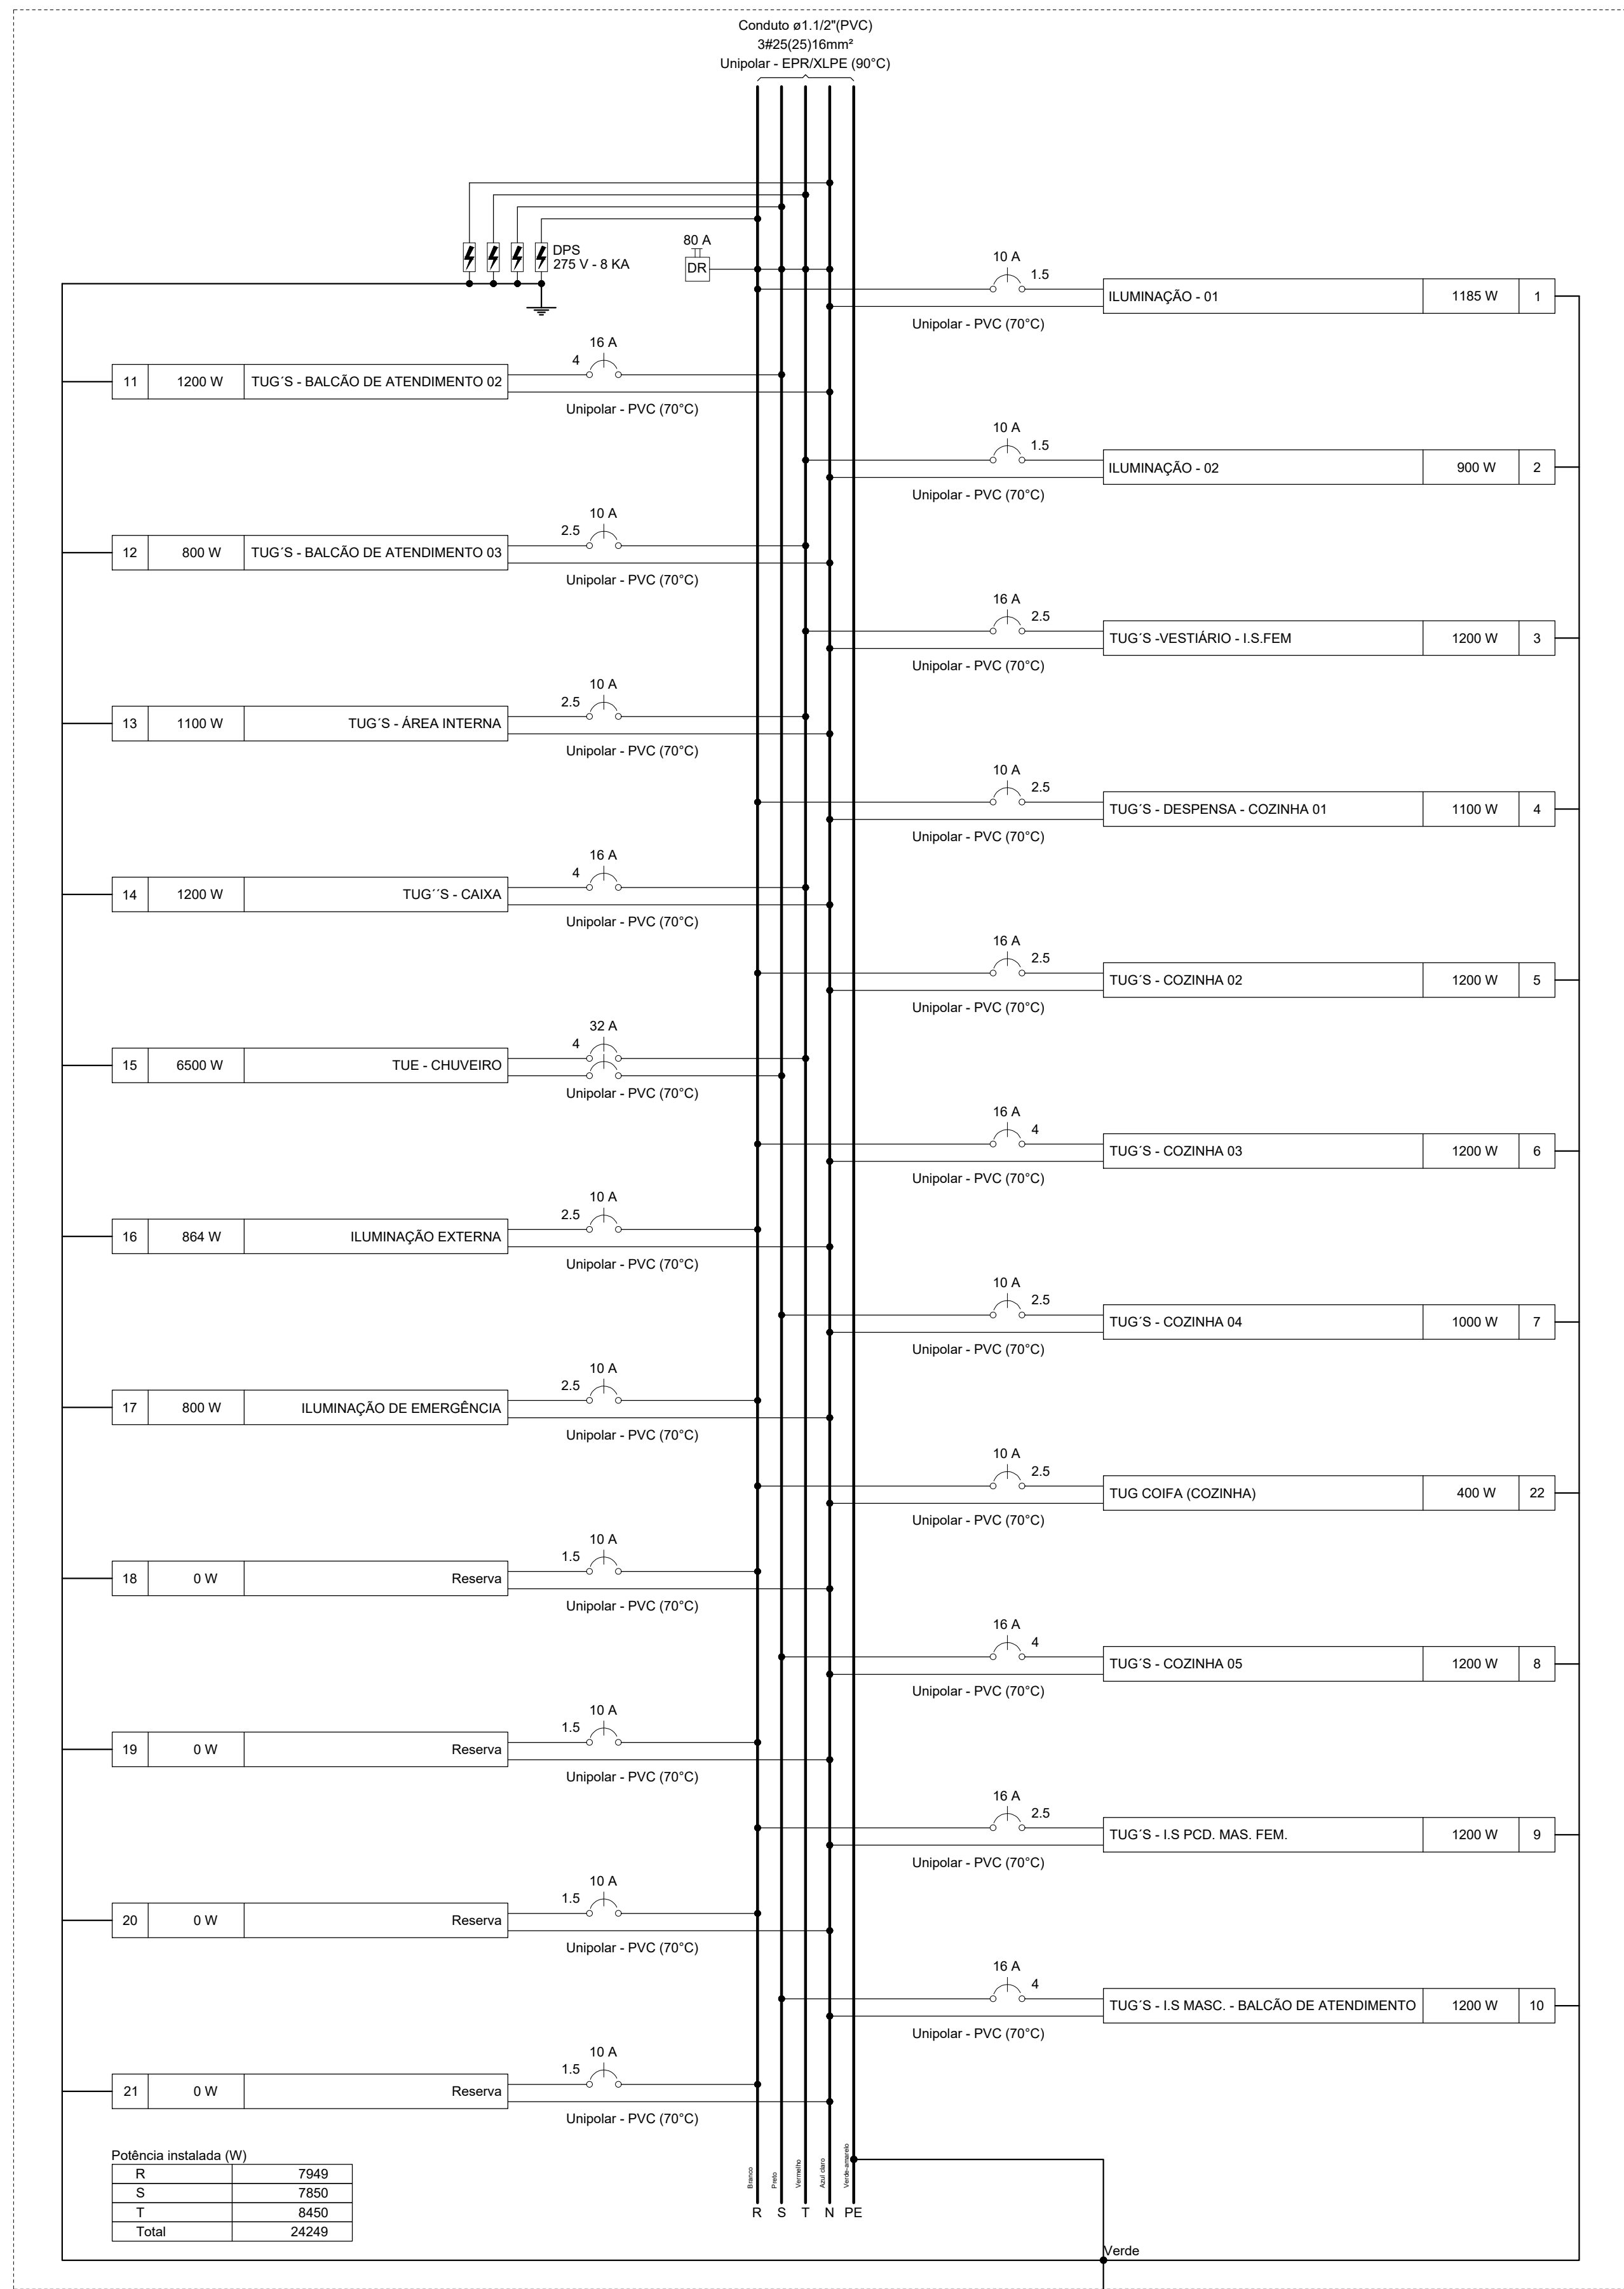 Conduto ø1.1/2"(PVC)
3#25(25)16mm²
Unipolar - EPR/XLPE (90°C)
DPS
275 V - 8 KA
80 A
DR
10 A
1.5
ILUMINAÇÃO - 01 1185 W 1
Unipolar - PVC (70°C)
16 A
4
11 1200 W TUG´S - BALCÃO DE ATENDIMENTO 02
Unipolar - PVC (70°C)
10 A
1.5
ILUMINAÇÃO - 02 900 W 2
Unipolar - PVC (70°C)
10 A
2.5
12 800 W TUG´S - BALCÃO DE ATENDIMENTO 03
Unipolar - PVC (70°C)
16 A
2.5
TUG´S -VESTIÁRIO - I.S.FEM 1200 W 3
Unipolar - PVC (70°C)
10 A
2.5
13 1100 W TUG´S - ÁREA INTERNA
Unipolar - PVC (70°C)
10 A
2.5
TUG´S - DESPENSA - COZINHA 01 1100 W 4
Unipolar - PVC (70°C)
16 A
4
14 1200 W TUG´´S - CAIXA
Unipolar - PVC (70°C)
16 A
2.5
TUG´S - COZINHA 02 1200 W 5
Unipolar - PVC (70°C)
32 A
4
15 6500 W TUE - CHUVEIRO
Unipolar - PVC (70°C)
16 A
4
TUG´S - COZINHA 03 1200 W 6
Unipolar - PVC (70°C)
10 A
2.5
16 864 W ILUMINAÇÃO EXTERNA
Unipolar - PVC (70°C)
10 A
2.5
TUG´S - COZINHA 04 1000 W 7
Unipolar - PVC (70°C)
10 A
2.5
17 800 W ILUMINAÇÃO DE EMERGÊNCIA
Unipolar - PVC (70°C)
10 A
2.5
TUG COIFA (COZINHA) 400 W 22
Unipolar - PVC (70°C)
10 A
1.5
18 0 W Reserva
Unipolar - PVC (70°C)
16 A
4
TUG´S - COZINHA 05 1200 W 8
Unipolar - PVC (70°C)
10 A
1.5
19 0 W Reserva
Unipolar - PVC (70°C)
16 A
2.5
TUG´S - I.S PCD. MAS. FEM. 1200 W 9
Unipolar - PVC (70°C)
10 A
1.5
20 0 W Reserva
Unipolar - PVC (70°C)
16 A
4
TUG´S - I.S MASC. - BALCÃO DE ATENDIMENTO 1200 W 10
Unipolar - PVC (70°C)
10 A
1.5
21 0 W Reserva
Unipolar - PVC (70°C)
Potência instalada (W)
R 7949
S 7850
T 8450
Total 24249
Branco
Preto
Vermelho
Azul claro
Verde-amarelo
R S T N PE
Verde